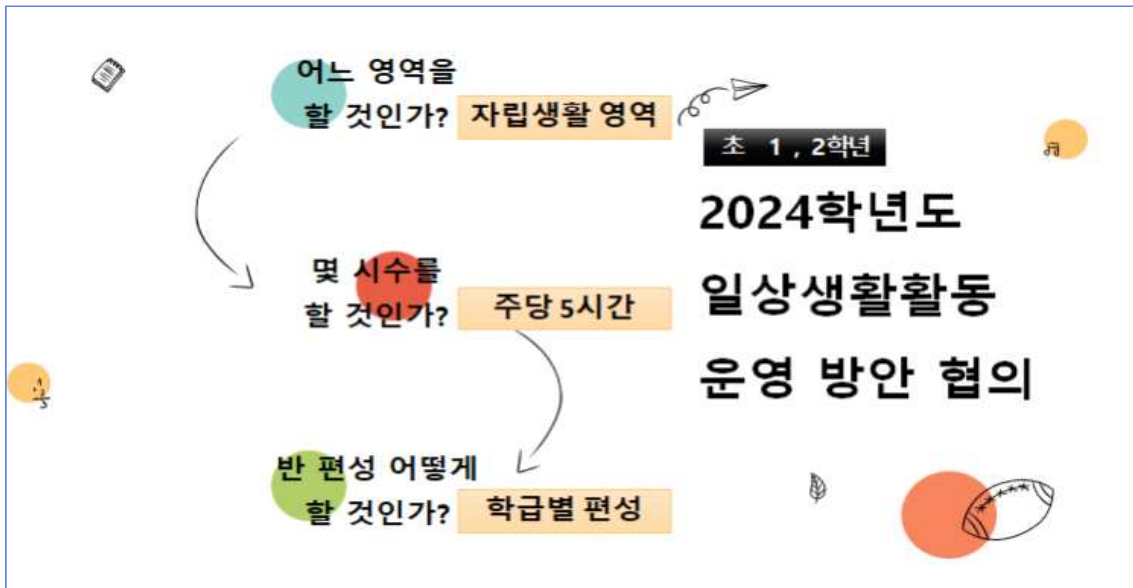 어느 영역을
할 것인가? 자립생활 영역
몇 시수를
할 것인가? 주당 5시간
반 편성 어떻게
할 것인가? 학급별 편성
초 1 , 2학년
2024학년도
일상생활활동
운영 방안 협의